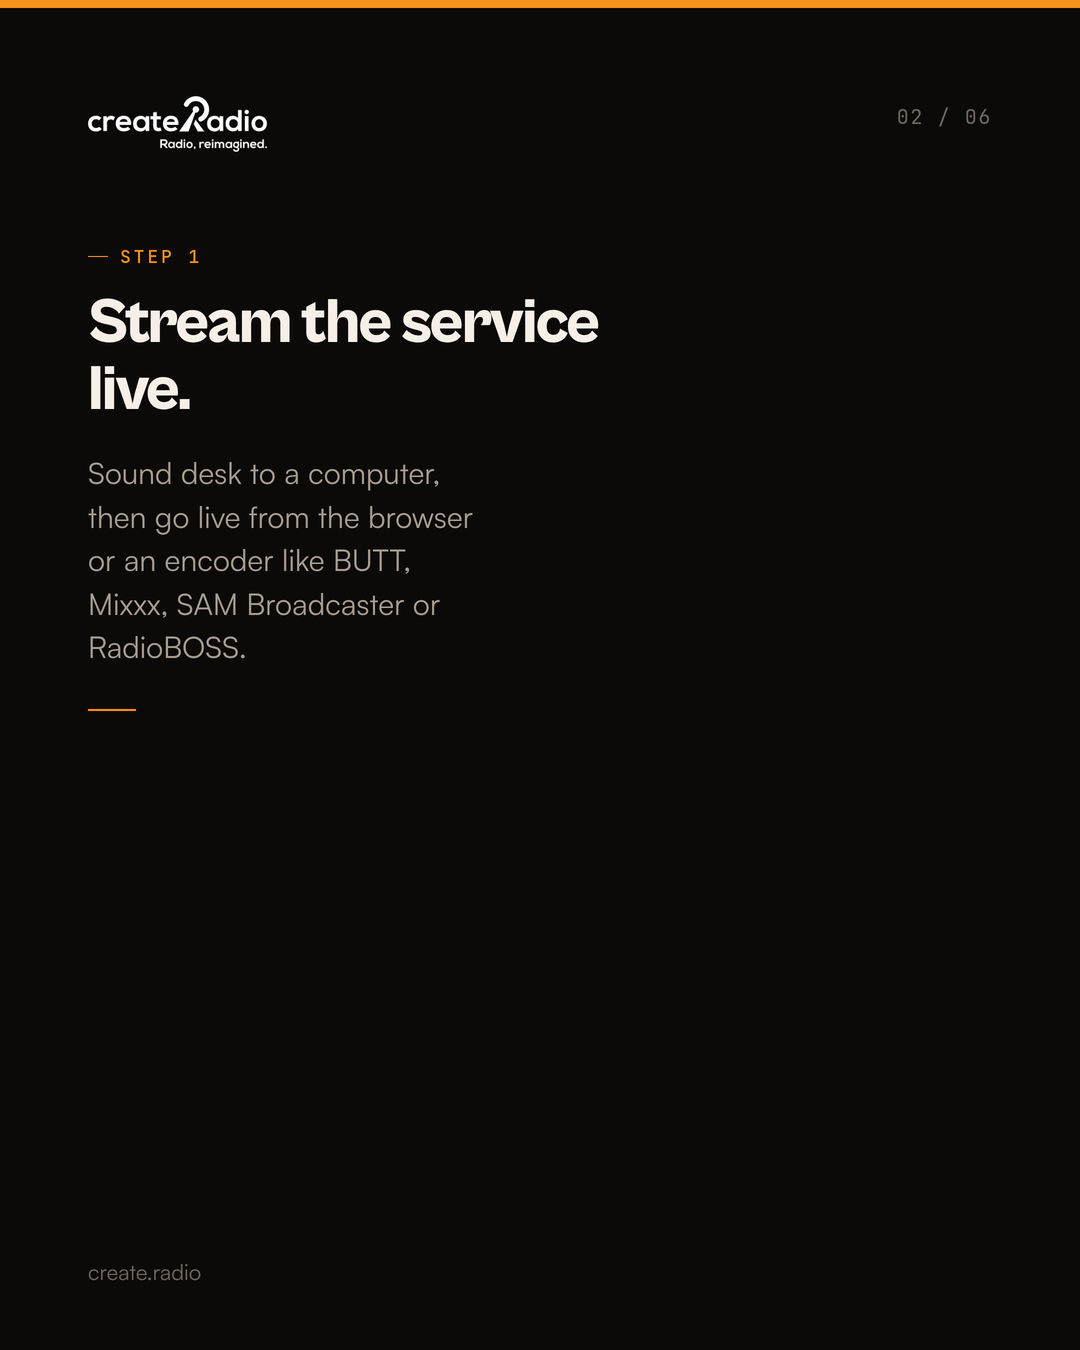 createRadio
Radio, reimagined.
02 / 06
— STEP 1
Stream the service
live.
Sound desk to a computer,
then go live from the browser
or an encoder like BUTT,
Mixxx, SAM Broadcaster or
RadioBOSS.
create.radio